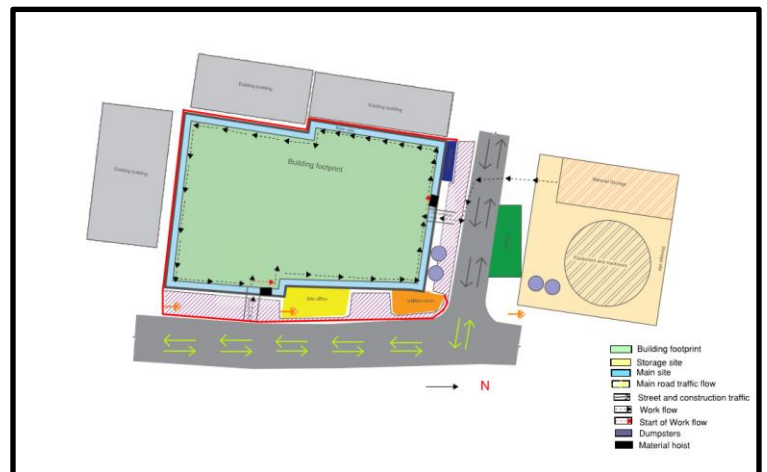 Existing building
Existing building
Existing building
Building footprint
Material Storage
Equipment and machinery
Storage site
Site office
N
Building footprint
Storage site
Main site
Main road traffic flow
Street and construction traffic
Work flow
Start of Work flow
Dumpsters
Material hoist